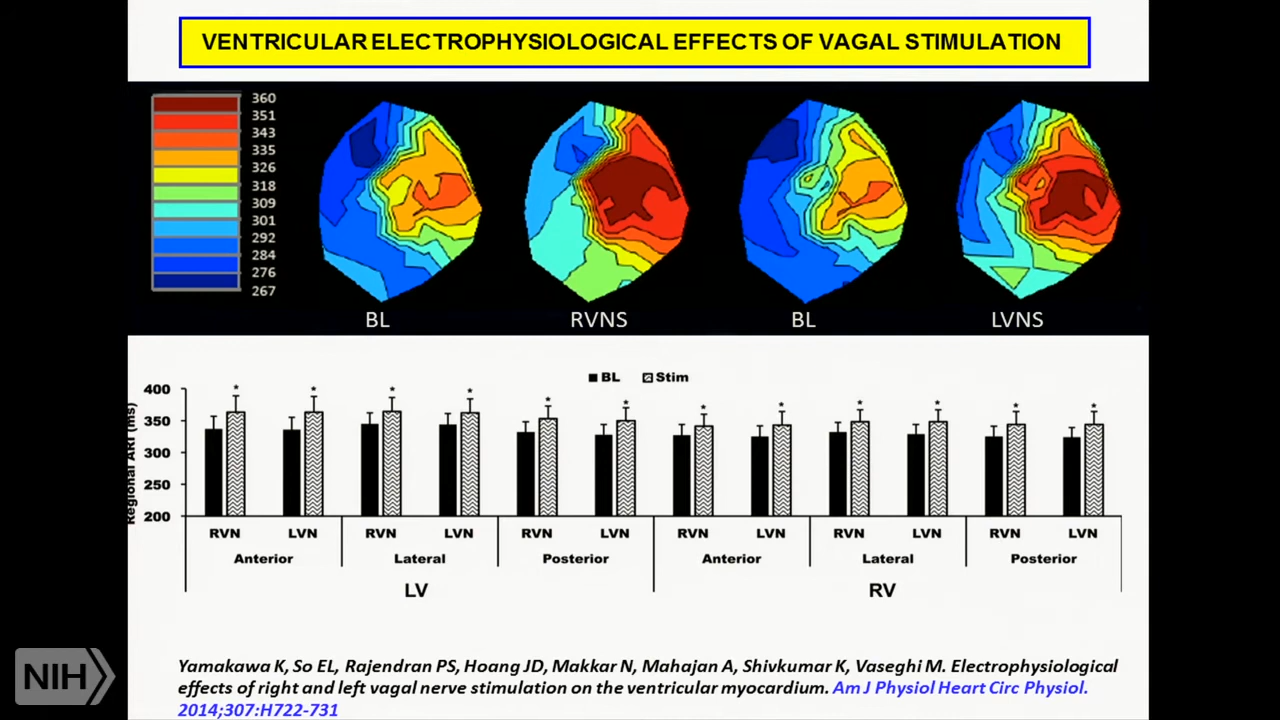 VENTRICULAR ELECTROPHYSIOLOGICAL EFFECTS OF VAGAL STIMULATION
360
351
343
335
326
318
309
301
292
284
276
267
BL
RVNS
BL
LVNS
BL Stim
400
350
300
250
200
Regional ARI (ms)
* * * * * * * * * * * *
RVN LVN RVN LVN RVN LVN RVN LVN RVN LVN RVN LVN
Anterior Lateral Posterior Anterior Lateral Posterior
LV RV
Yamakawa K, So EL, Rajendran PS, Hoang JD, Makkar N, Mahajan A, Shivkumar K, Vaseghi M. Electrophysiological
effects of right and left vagal nerve stimulation on the ventricular myocardium. Am J Physiol Heart Circ Physiol.
2014;307:H722-731
NIH